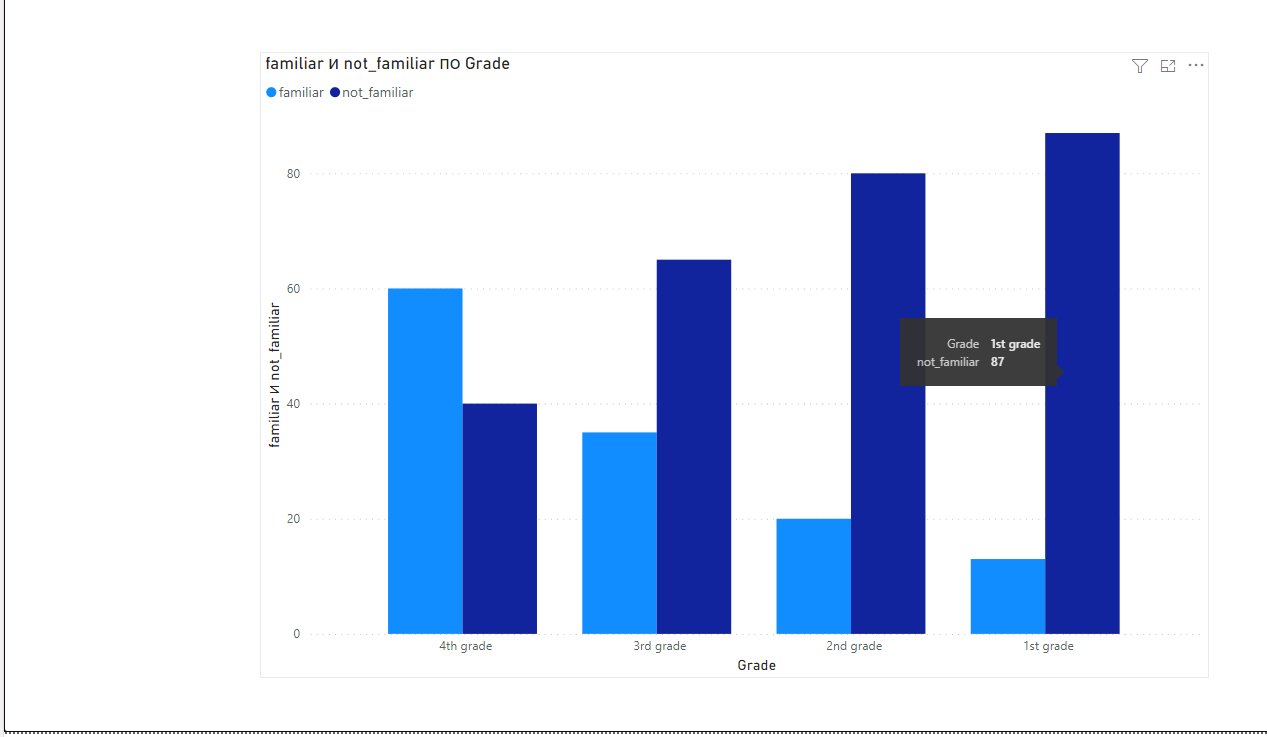 familiar и not_familiar по Grade
familiar not_familiar
80
60
40
20
0
familiar и not_familiar
Grade 1st grade
not_familiar 87
4th grade 3rd grade 2nd grade 1st grade
Grade